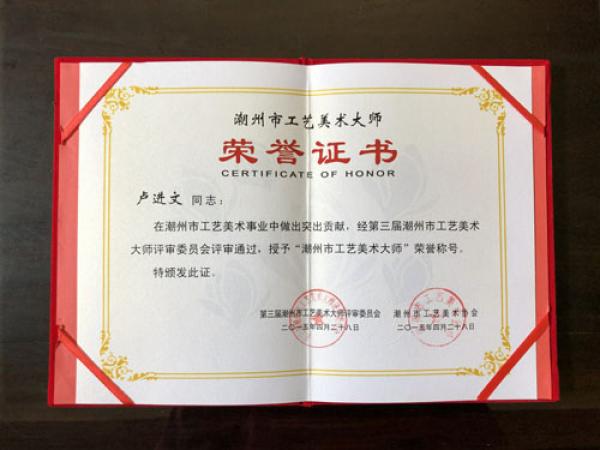 潮州市工艺美术大师
荣誉证书
CERTIFICATE OF HONOR
卢进文 同志：
在潮州市工艺美术事业中做出突出贡献，经第三届潮州市工艺美术
大师评审委员会评审通过，授予“潮州市工艺美术大师”荣誉称号。
特颁发此证。
第三届潮州市工艺美术大师评审委员会
二〇一五年四月二十八日
潮州市工艺美术协会
二〇一五年四月二十八日